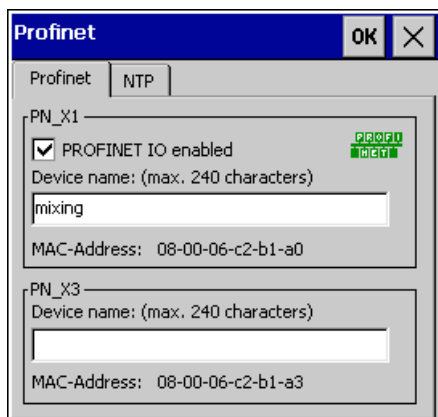 Profinet OK
Profinet NTP
PN_X1
PROFINET IO enabled
PROFI
NET
Device name: (max. 240 characters)
mixing
MAC-Address: 08-00-06-c2-b1-a0
PN_X3
Device name: (max. 240 characters)
MAC-Address: 08-00-06-c2-b1-a3